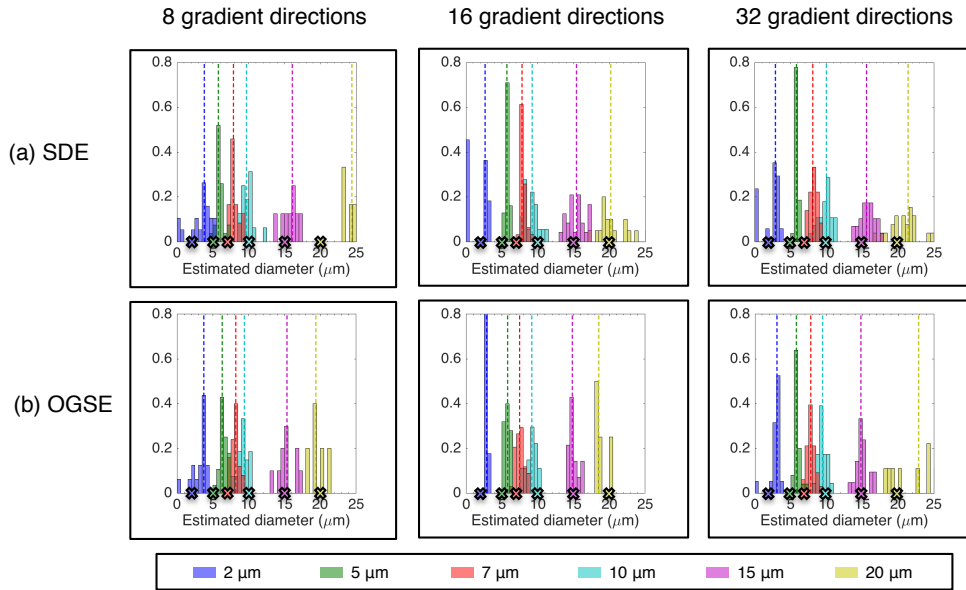 8 gradient directions 16 gradient directions 32 gradient directions
(a) SDE
0.8 0.8 0.8
0.6 0.6 0.6
0.4 0.4 0.4
0.2 0.2 0.2
0 0 0
0 5 10 15 20 25 0 5 10 15 20 25 0 5 10 15 20 25
Estimated diameter (μm) Estimated diameter (μm) Estimated diameter (μm)
(b) OGSE
0.8 0.8 0.8
0.6 0.6 0.6
0.4 0.4 0.4
0.2 0.2 0.2
0 0 0
0 5 10 15 20 25 0 5 10 15 20 25 0 5 10 15 20 25
Estimated diameter (μm) Estimated diameter (μm) Estimated diameter (μm)
2 μm 5 μm 7 μm 10 μm 15 μm 20 μm